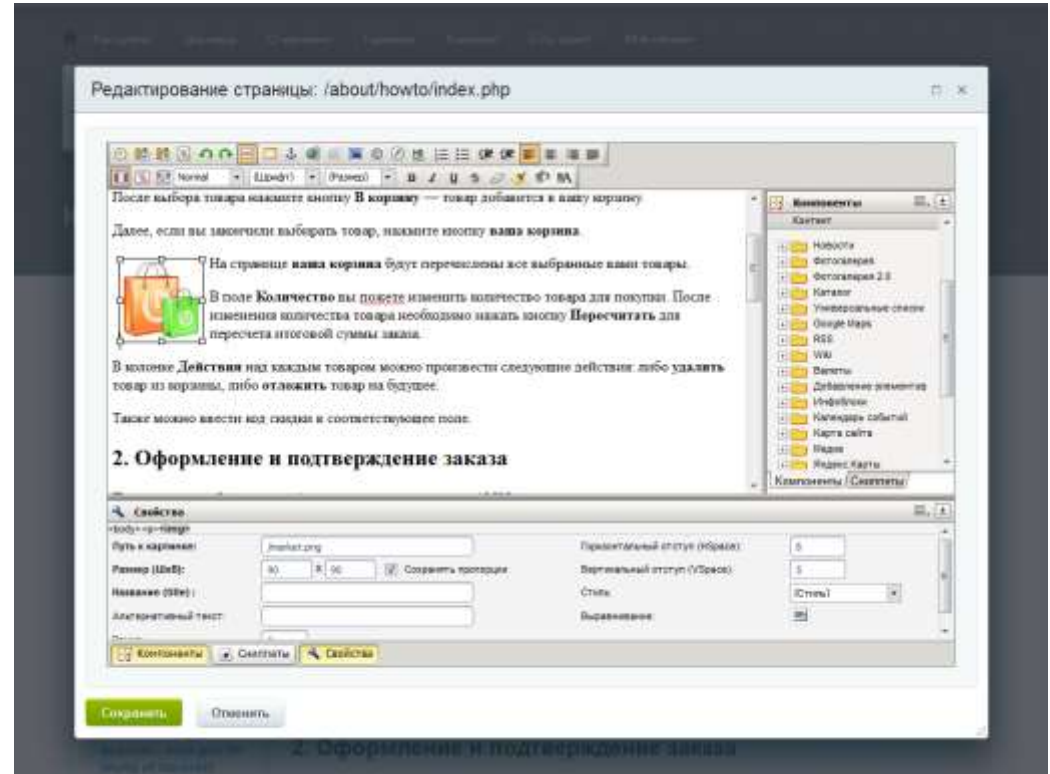 Редактирование страницы: /about/howto/index.php
Normal (Шрифт) (Размер) B I U S
После выбора товара нажмите кнопку В корзину — товар добавится в вашу корзину.
Далее, если вы закончили выбирать товар, нажмите кнопку ваша корзина.
На странице ваша корзина будут перечислены все выбранные вами товары.
В поле Количество вы можете изменить количество товара для покупки. После
изменения количества товара необходимо нажать кнопку Пересчитать для
пересчета итоговой суммы заказа.
В колонке Действия над каждым товаром можно произвести следующие действия: либо удалить
товар из корзины, либо отложить товар на будущее.
Также можно ввести код скидки в соответствующее поле.
2. Оформление и подтверждение заказа
Компоненты
Контент
Новости
Фотогалерея
Фотогалерея 2.0
Каталог
Универсальные списки
Google Maps
RSS
Wiki
Валюты
Добавление элементов
Инфоблоки
Календарь событий
Карта сайта
Медиа
Яндекс.Карты
Компоненты Сниппеты
Свойства
<body> <p> <img>
Путь к картинке: /market.png
Горизонтальный отступ (HSpace):
Размер (ШxВ): 90 x 90 Сохранять пропорции
Вертикальный отступ (VSpace): 5
Название (title):
Стиль: (Стиль)
Альтернативный текст:
Выравнивание:
Компоненты Сниппеты Свойства
Сохранить Отменить
2. Оформление и подтверждение заказа